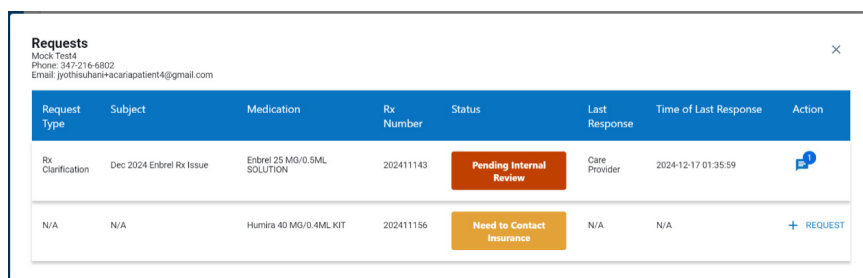 Requests
Mock Test4
Phone: 347-216-6802
Email: jyothisuhani+acariapatient4@gmail.com
Request Type Subject Medication Rx Number Status Last Response Time of Last Response Action
Rx Clarification Dec 2024 Enbrel Rx Issue Enbrel 25 MG/0.5ML SOLUTION 202411143 Pending Internal Review Care Provider 2024-12-17 01:35:59 1
N/A N/A Humira 40 MG/0.4ML KIT 202411156 Need to Contact Insurance N/A N/A + REQUEST